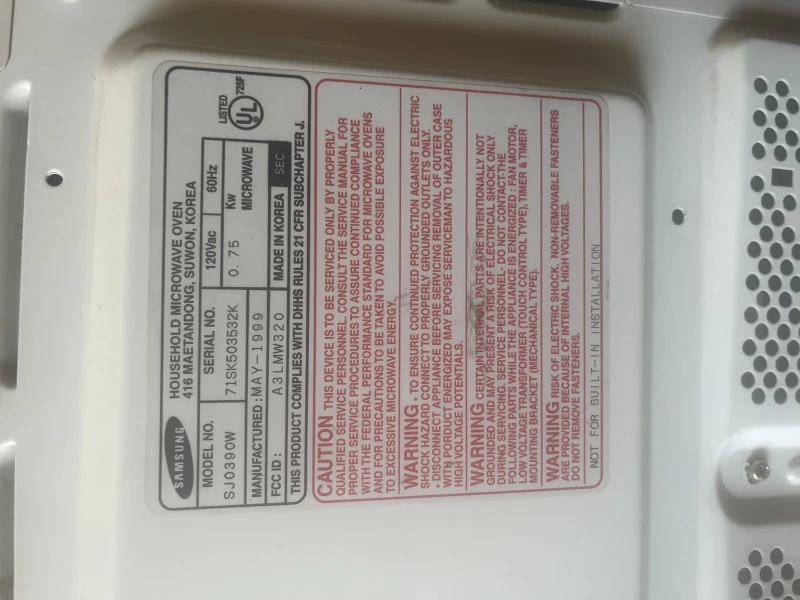 SAMSUNG
HOUSEHOLD MICROWAVE OVEN
416 MAETANDONG, SUWON, KOREA
LISTED
UL
725F
MODEL NO.
SERIAL NO.
120Vac
60Hz
SJ0390W
71SK503532K
0.75
Kw
MICROWAVE
MANUFACTURED: MAY-1999
FCC ID: A3LMW320
MADE IN KOREA
SEC
THIS PRODUCT COMPLIES WITH DHHS RULES 21 CFR SUBCHAPTER J.
CAUTION THIS DEVICE IS TO BE SERVICED ONLY BY PROPERLY
QUALIFIED SERVICE PERSONNEL. CONSULT THE SERVICE MANUAL FOR
PROPER SERVICE PROCEDURES TO ASSURE CONTINUED COMPLIANCE
WITH THE FEDERAL PERFORMANCE STANDARD FOR MICROWAVE OVENS
AND FOR PRECAUTIONS TO BE TAKEN TO AVOID POSSIBLE EXPOSURE
TO EXCESSIVE MICROWAVE ENERGY.
WARNING • TO ENSURE CONTINUED PROTECTION AGAINST ELECTRIC
SHOCK HAZARD CONNECT TO PROPERLY GROUNDED OUTLETS ONLY.
• DISCONNECT APPLIANCE BEFORE SERVICING REMOVAL OF OUTER CASE
WITH PRODUCT ENERGIZED MAY EXPOSE SERVICEMAN TO HAZARDOUS
HIGH VOLTAGE POTENTIALS.
WARNING CERTAIN INTERNAL PARTS ARE INTENTIONALLY NOT
GROUNDED AND MAY PRESENT A RISK OF ELECTRICAL SHOCK ONLY
DURING SERVICING. SERVICE PERSONNEL- DO NOT CONTACT THE
FOLLOWING PARTS WHILE THE APPLIANCE IS ENERGIZED : FAN MOTOR,
LOW VOLTAGE TRANSFORMER (TOUCH CONTROL TYPE), TIMER & TIMER
MOUNTING BRACKET (MECHANICAL TYPE).
WARNING RISK OF ELECTRIC SHOCK. NON-REMOVABLE FASTENERS
ARE PROVIDED BECAUSE OF INTERNAL HIGH VOLTAGES.
DO NOT REMOVE FASTENERS.
NOT FOR BUILT-IN INSTALLATION